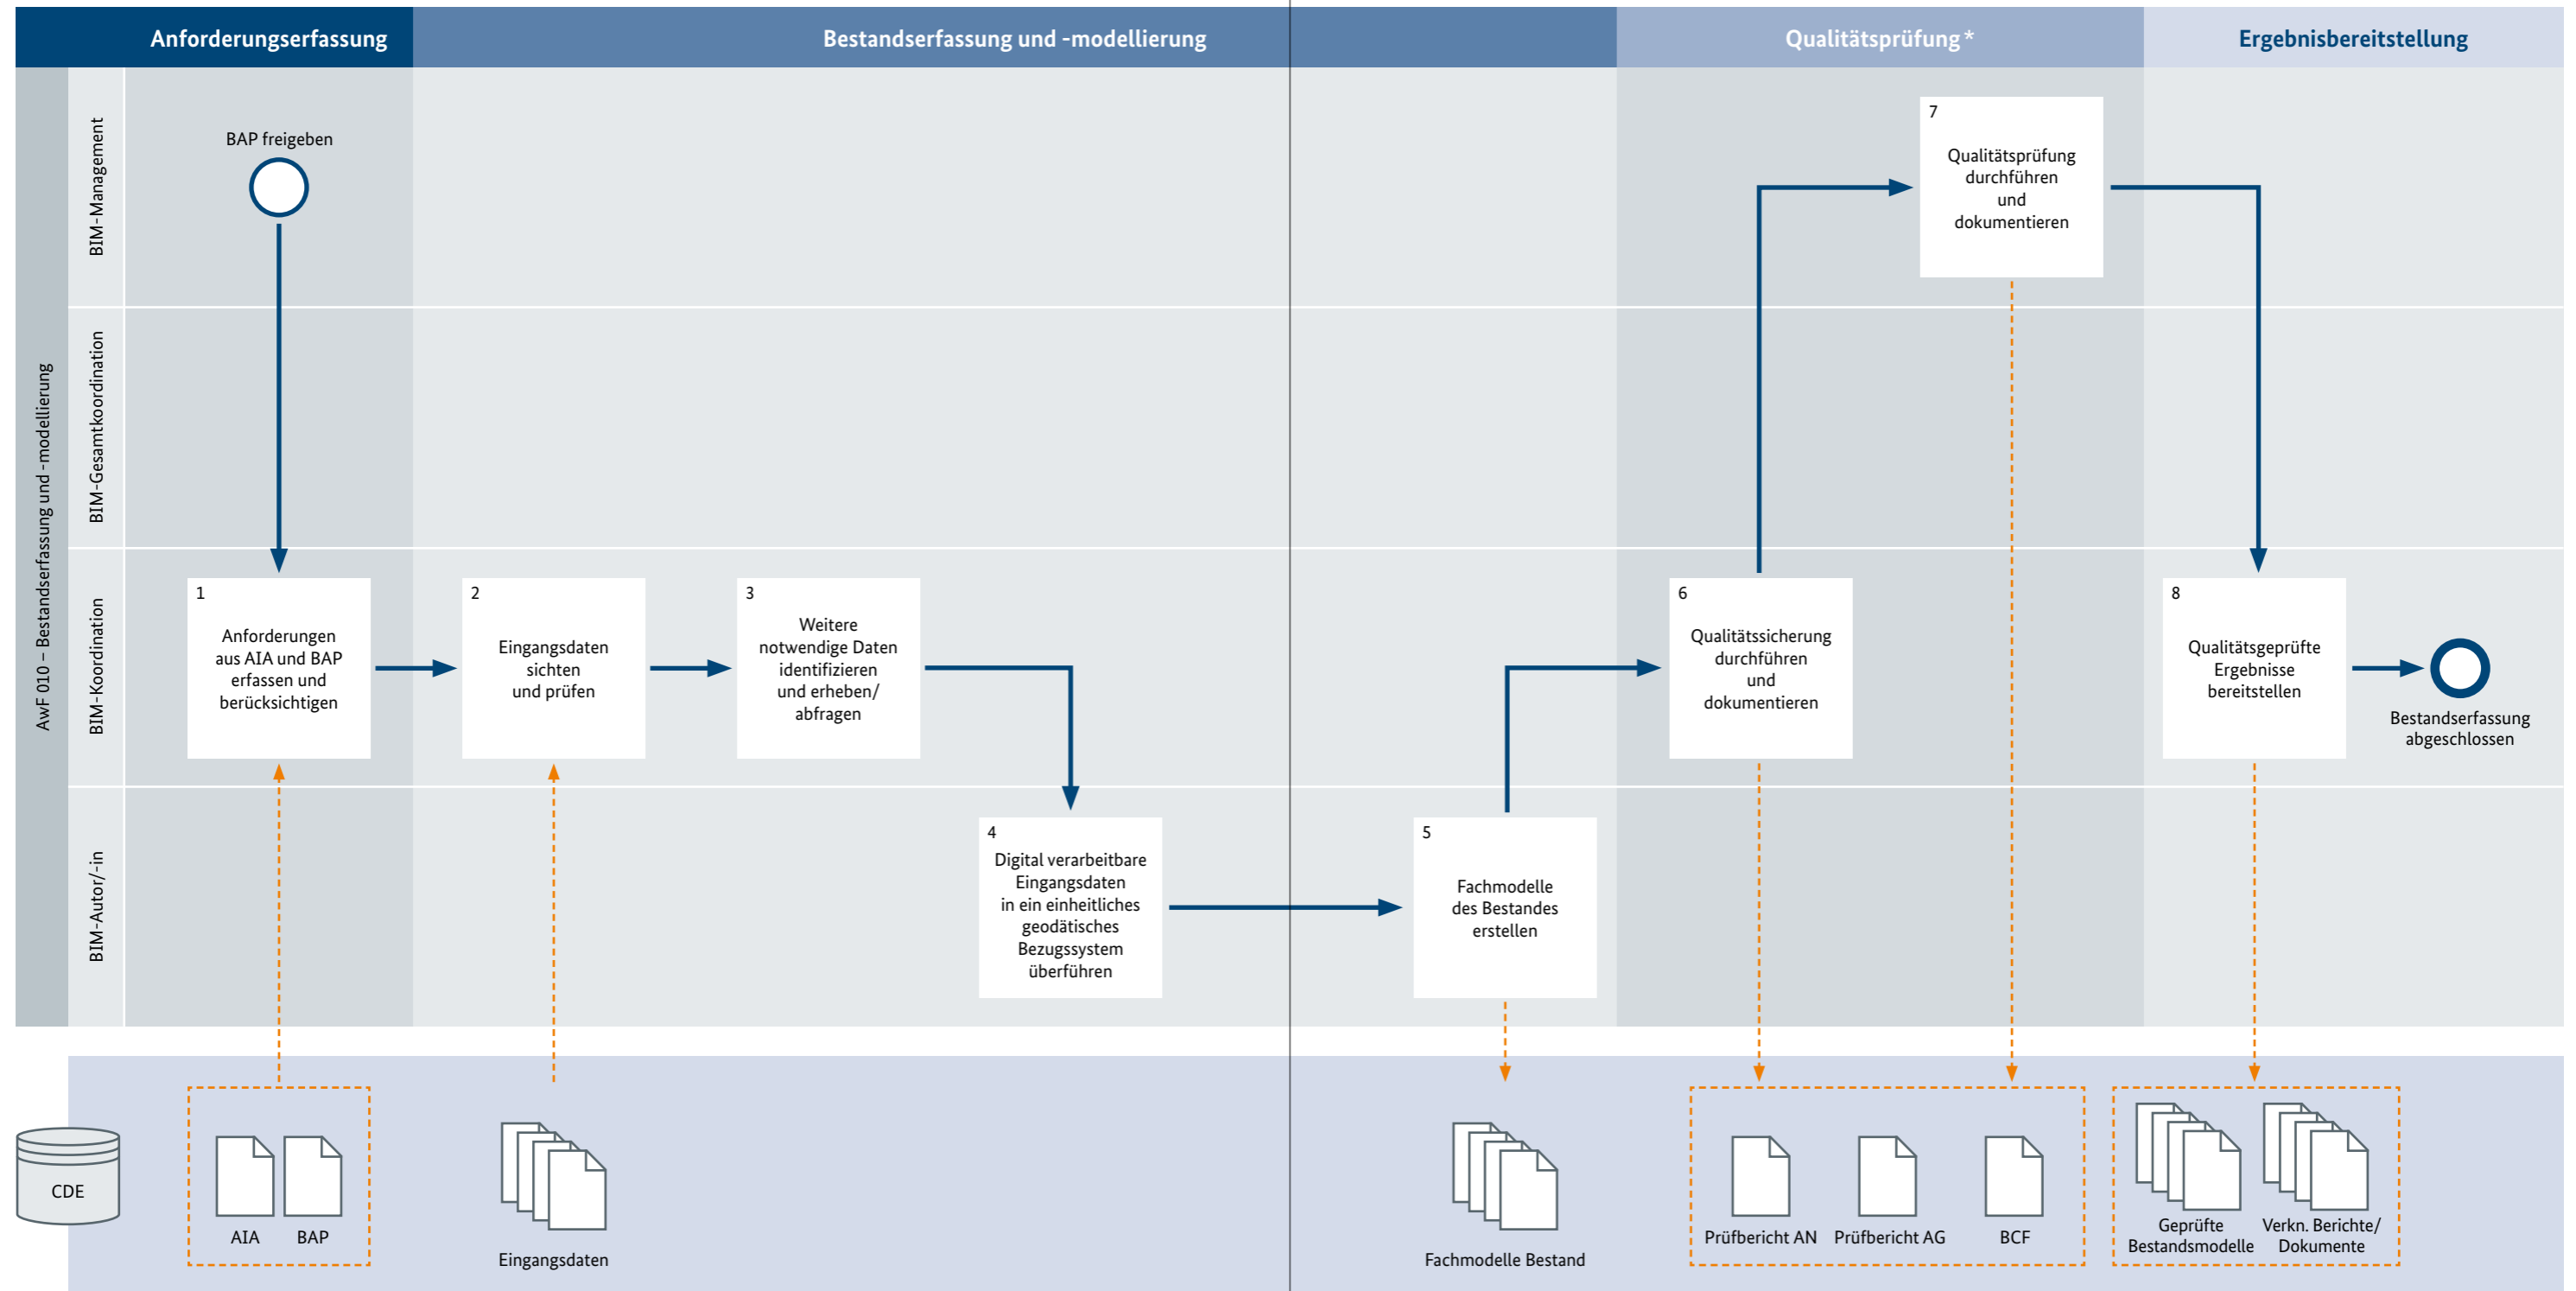 Anforderungserfassung
Bestandserfassung und -modellierung
Qualitätsprüfung*
Ergebnisbereitstellung
AwF 010 – Bestandserfassung und -modellierung
BIM-Management
BAP freigeben
7
Qualitätsprüfung
durchführen
und
dokumentieren
BIM-Gesamtkoordination
BIM-Koordination
1
Anforderungen
aus AIA und BAP
erfassen und
berücksichtigen
2
Eingangsdaten
sichten
und prüfen
3
Weitere
notwendige Daten
identifizieren
und erheben/
abfragen
6
Qualitätssicherung
durchführen
und
dokumentieren
8
Qualitätsgeprüfte
Ergebnisse
bereitstellen
Bestandserfassung
abgeschlossen
BIM-Autor/-in
4
Digital verarbeitbare
Eingangsdaten
in ein einheitliches
geodätisches
Bezugssystem
überführen
5
Fachmodelle
des Bestandes
erstellen
CDE
AIA
BAP
Eingangsdaten
Fachmodelle Bestand
Prüfbericht AN
Prüfbericht AG
BCF
Geprüfte
Bestandsmodelle
Verkn. Berichte/
Dokumente